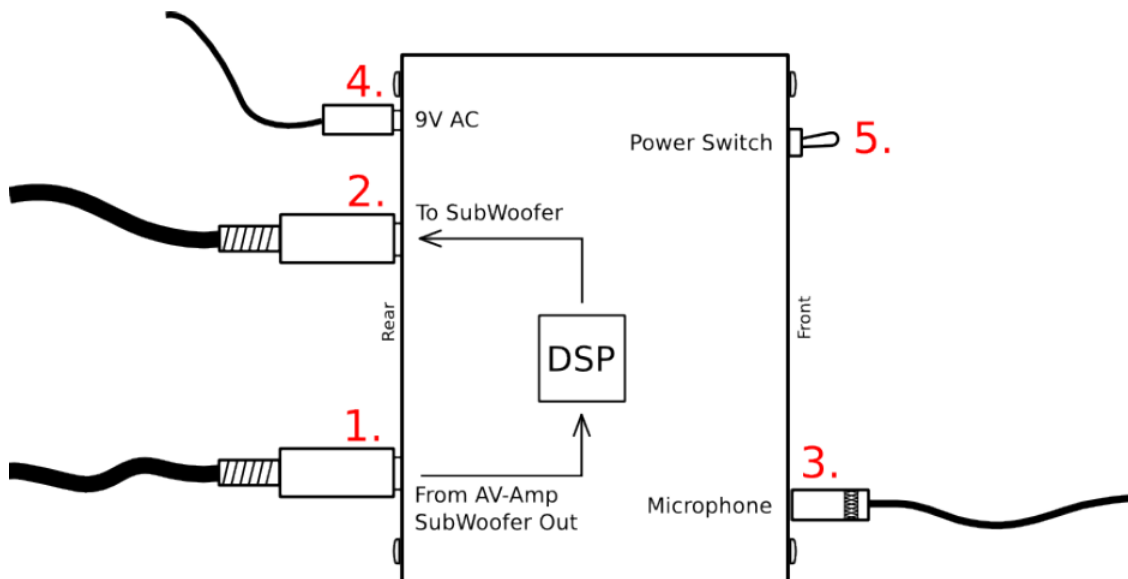 4.
9V AC
Power Switch
5.
2.
To SubWoofer
Rear
Front
DSP
1.
From AV-Amp
SubWoofer Out
3.
Microphone